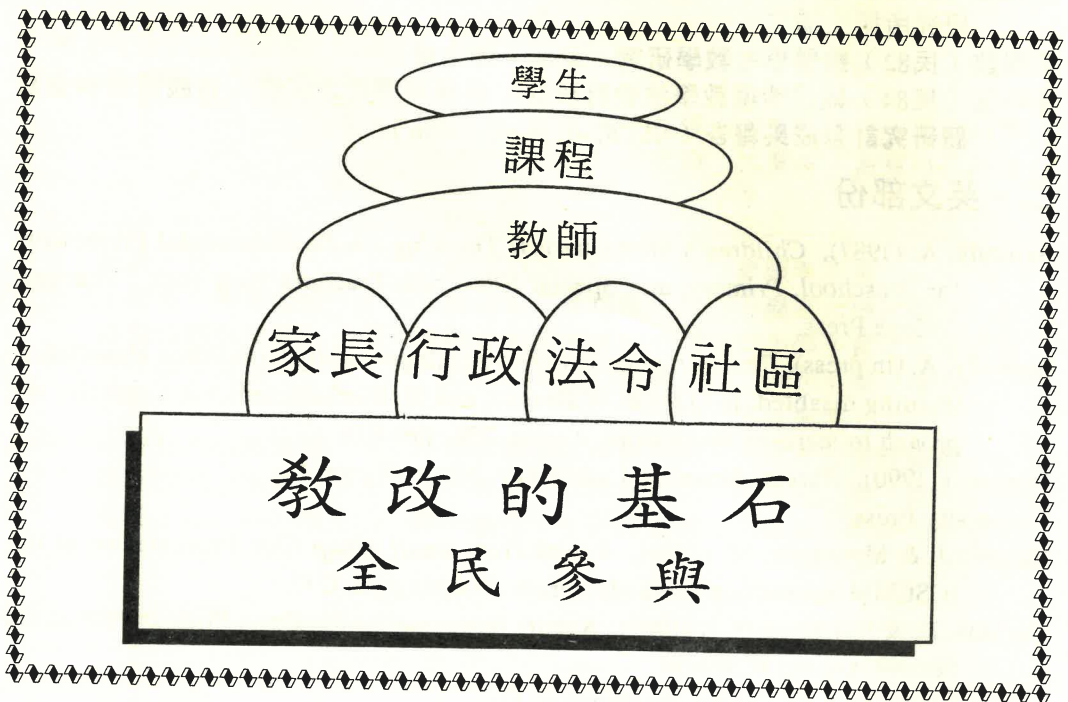 學生
課程
教師
家長 行政 法令 社區
教改的基石
全民參與